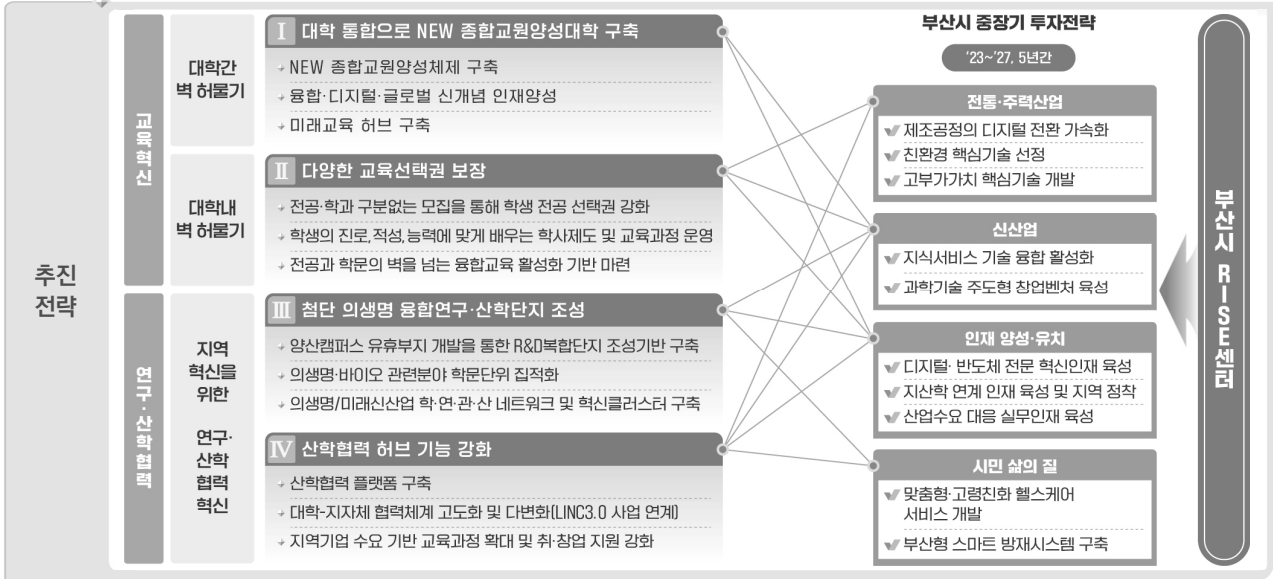 추진
전략
교육혁신
대학간
벽 허물기
Ⅰ 대학 통합으로 NEW 종합교원양성대학 구축
NEW 종합교원양성체제 구축
융합·디지털·글로벌 신개념 인재양성
미래교육 허브 구축
대학내
벽 허물기
Ⅱ 다양한 교육선택권 보장
전공·학과 구분없는 모집을 통해 학생 전공 선택권 강화
학생의 진로,적성,능력에 맞게 배우는 학사제도 및 교육과정 운영
전공과 학문의 벽을 넘는 융합교육 활성화 기반 마련
연구·산학협력
지역
혁신을
위한
연구·
산학
협력
혁신
Ⅲ 첨단 의생명 융합연구·산학단지 조성
양산캠퍼스 유휴부지 개발을 통한 R&D복합단지 조성기반 구축
의생명·바이오 관련분야 학문단위 집적화
의생명/미래신산업 학·연·관·산 네트워크 및 혁신클러스터 구축
Ⅳ 산학협력 허브 기능 강화
산학협력 플랫폼 구축
대학-지자체 협력체계 고도화 및 다변화(LINC3.0 사업 연계)
지역기업 수요 기반 교육과정 확대 및 취·창업 지원 강화
부산시 중장기 투자전략
'23~'27, 5년간
전통·주력산업
제조공정의 디지털 전환 가속화
친환경 핵심기술 선정
고부가가치 핵심기술 개발
신산업
지식서비스 기술 융합 활성화
과학기술 주도형 창업벤처 육성
인재 양성·유치
디지털·반도체 전문 혁신인재 육성
지산학 연계 인재 육성 및 지역 정착
산업수요 대응 실무인재 육성
시민 삶의 질
맞춤형·고령친화 헬스케어
서비스 개발
부산형 스마트 방재시스템 구축
부산시 RISE센터